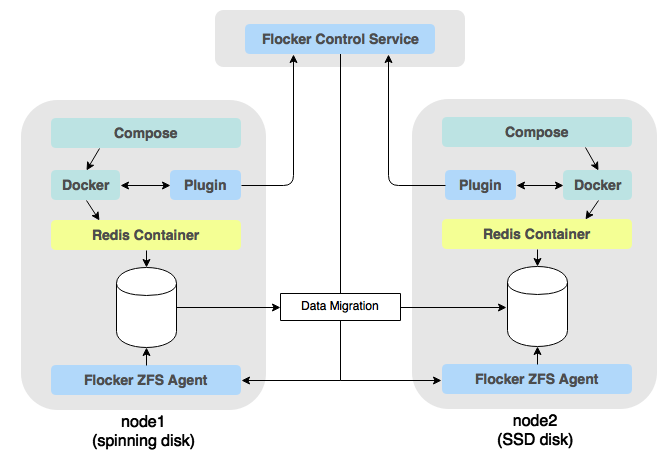 Flocker Control Service
Compose
Docker
Plugin
Redis Container
Flocker ZFS Agent
node1
(spinning disk)
Data Migration
Compose
Plugin
Docker
Redis Container
Flocker ZFS Agent
node2
(SSD disk)